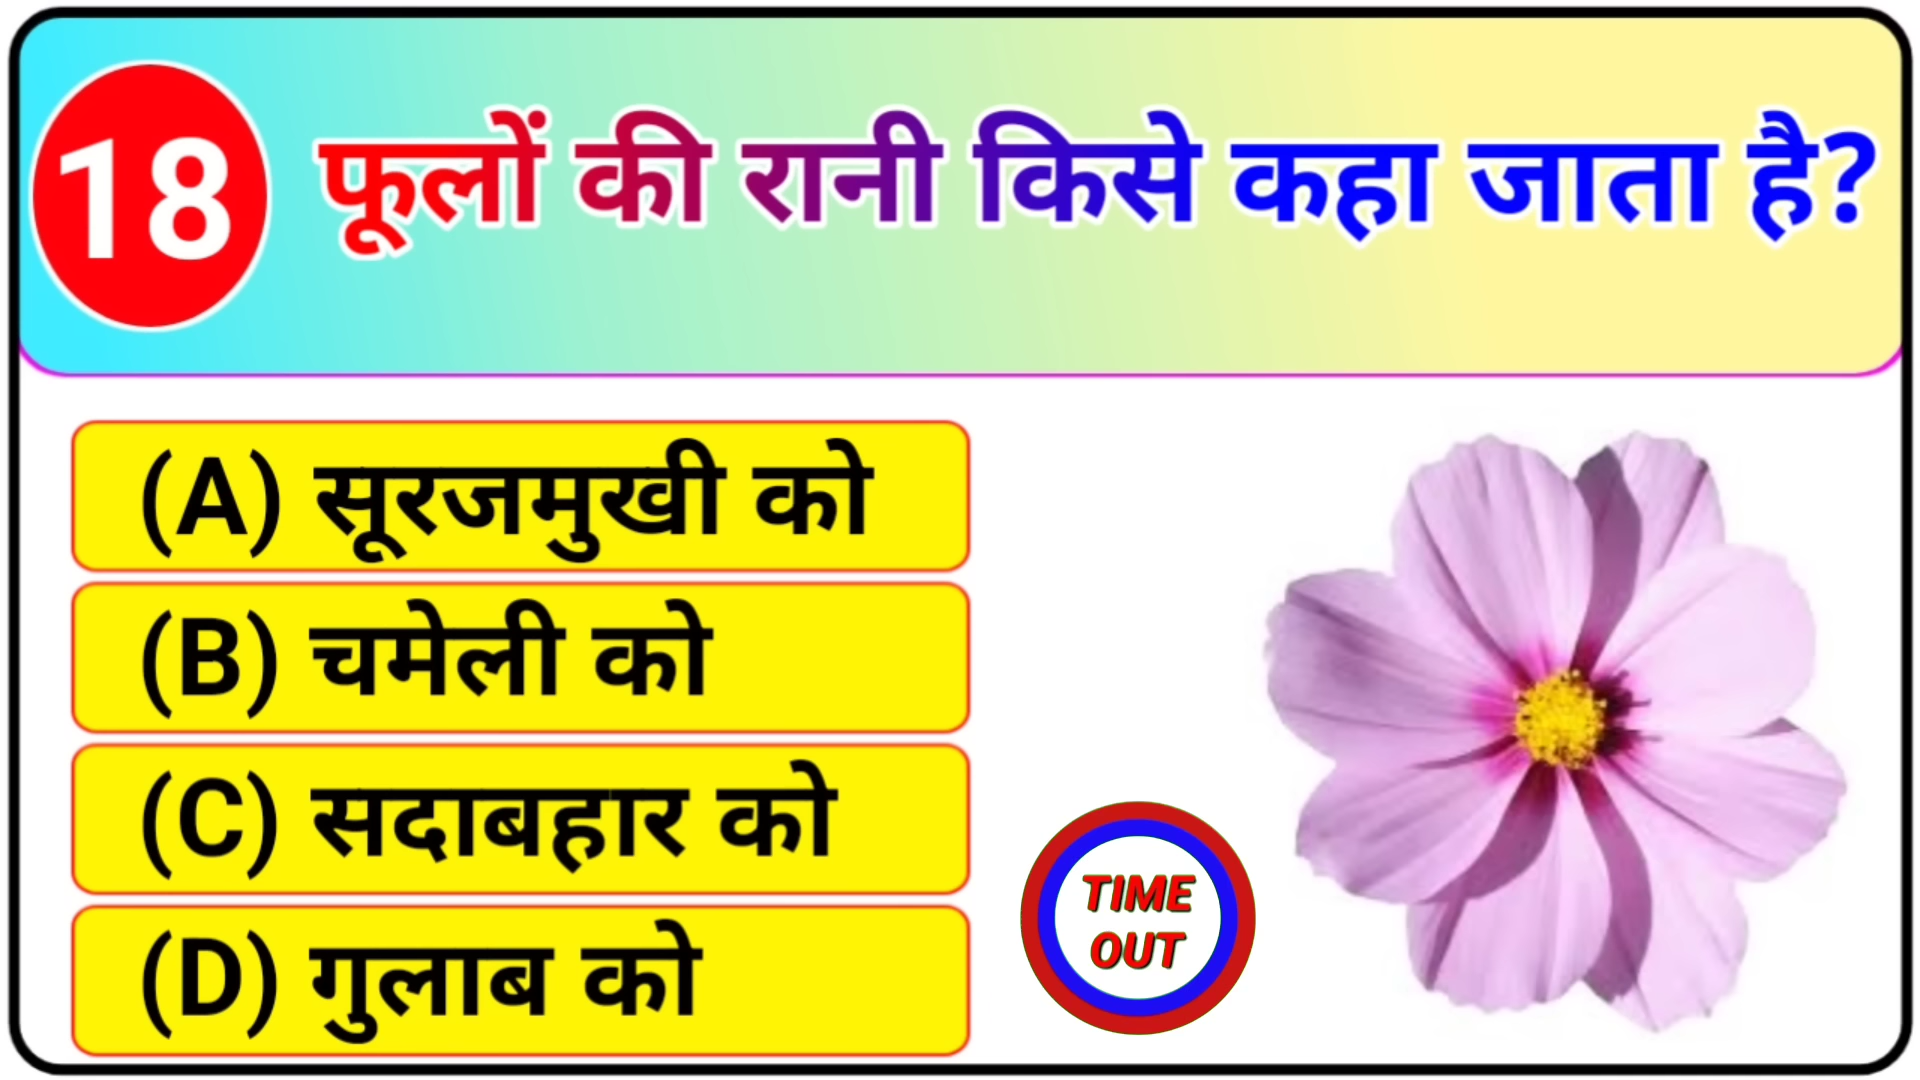 18 फूलों की रानी किसे कहा जाता है?
(A) सूरजमुखी को
(B) चमेली को
(C) सदाबहार को
(D) गुलाब को
TIME
OUT